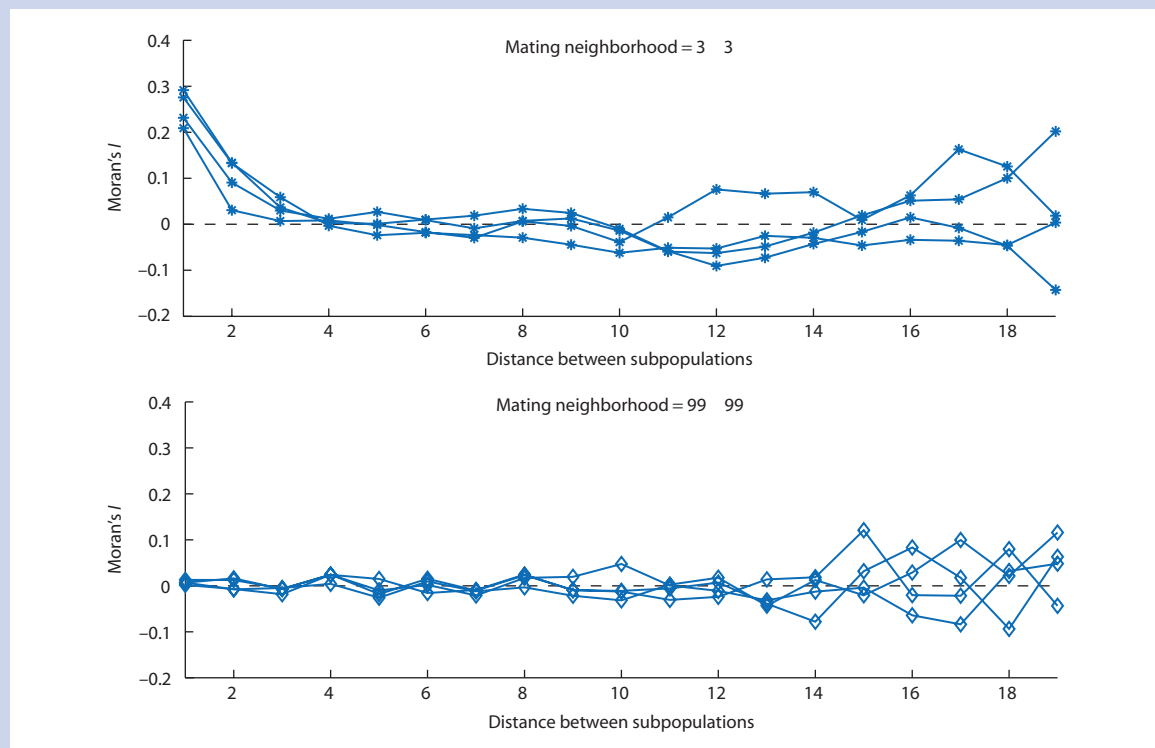 Mating neighborhood = 3 3
0.4
0.3
0.2
0.10
0
–0.1
–0.2
Moran's I
2 4 6 8 10 12 14 16 18
Distance between subpopulations
Mating neighborhood = 99 99
0.4
0.3
0.2
0.10
0
–0.1
–0.2
Moran's I
2 4 6 8 10 12 14 16 18
Distance between subpopulations